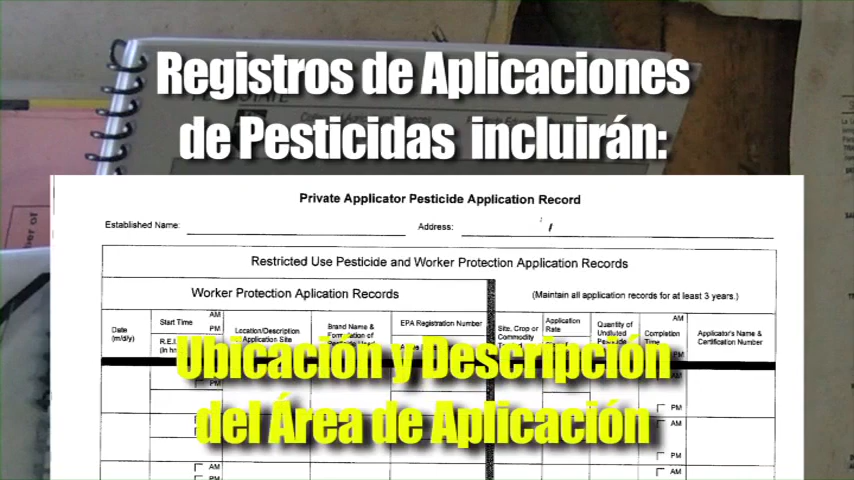 Registros de Aplicaciones
de Pesticidas incluirán:
Private Applicator Pesticide Application Record
Established Name:
Address:
Restricted Use Pesticide and Worker Protection Application Records
Worker Protection Aplication Records
(Maintain all application records for at least 3 years.)
Date
(m/d/y)
Start Time
AM
PM
R.E.I.
(In
Location/Description
Application Site
Brand Name &
Formulation of
EPA Registration Number
Site, Crop or
Commodity
Application
Rate
Quantity of
Undiluted
AM
Completion
Time
PM
Applicator's Name &
Certification Number
Ubicación y Descripción
del Área de Aplicación
AM
PM
PM
AM
PM
AM
AM
PM